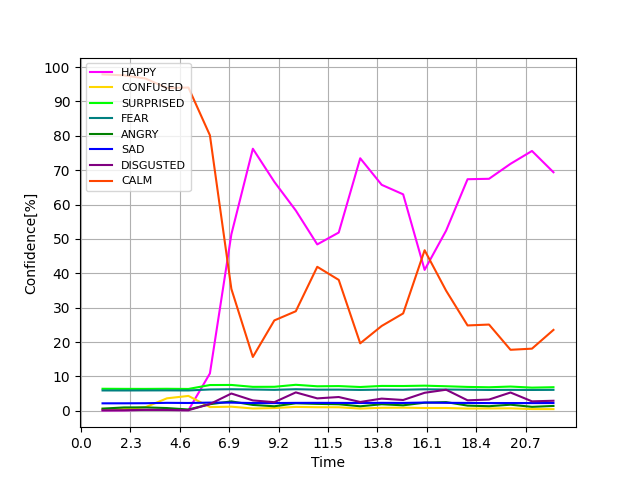 100
90
80
70
60
50
40
30
20
10
0
Confidence[%]
HAPPY
CONFUSED
SURPRISED
FEAR
ANGRY
SAD
DISGUSTED
CALM
0.0 2.3 4.6 6.9 9.2 11.5 13.8 16.1 18.4 20.7
Time